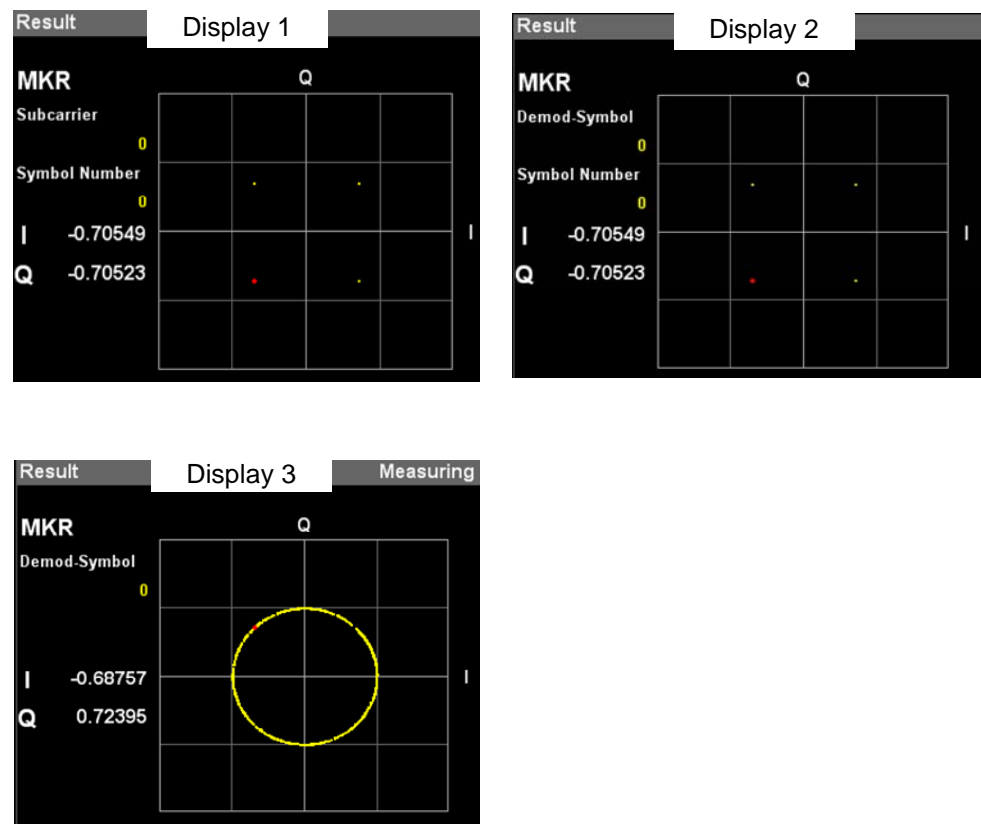 Result Display 1
MKR Q
Subcarrier
0
Symbol Number
0
I -0.70549 I
Q -0.70523
Result Display 2
MKR Q
Demod-Symbol
0
Symbol Number
0
I -0.70549 I
Q -0.70523
Result Display 3 Measuring
MKR Q
Demod-Symbol
0
I -0.68757 I
Q 0.72395